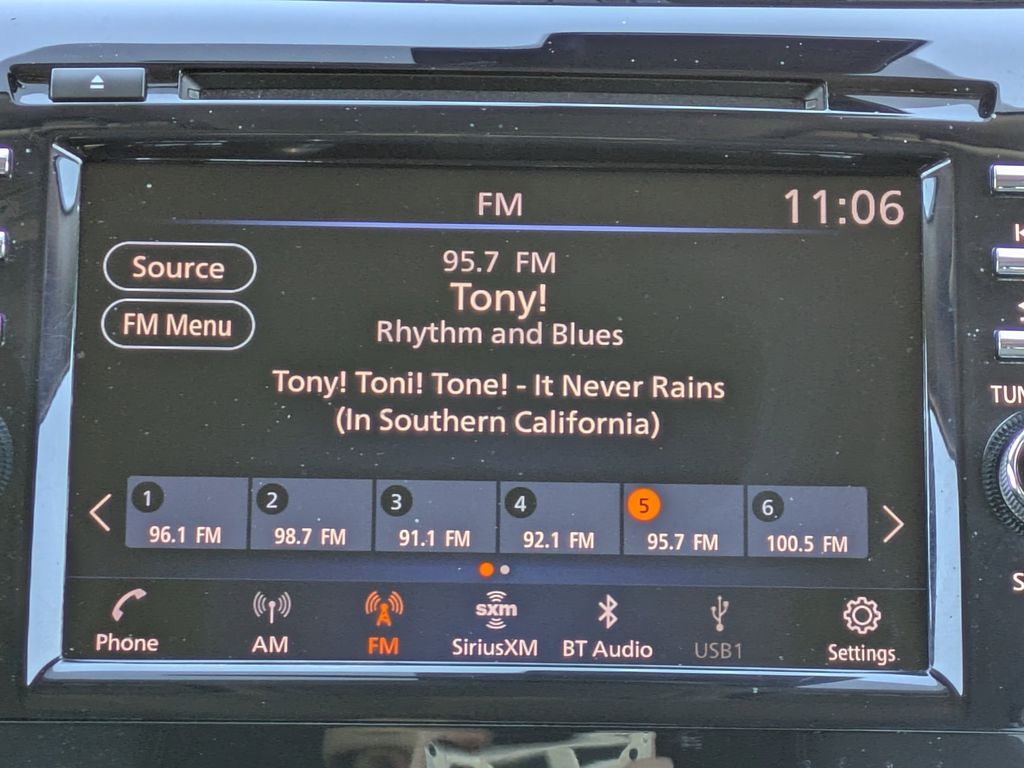 FM
11:06
Source
FM Menu
95.7 FM
Tony!
Rhythm and Blues
Tony! Toni! Tone! - It Never Rains
(In Southern California)
1
96.1 FM
2
98.7 FM
3
91.1 FM
4
92.1 FM
5
95.7 FM
6
100.5 FM
Phone
AM
FM
sxm
SiriusXM
BT Audio
USB1
Settings